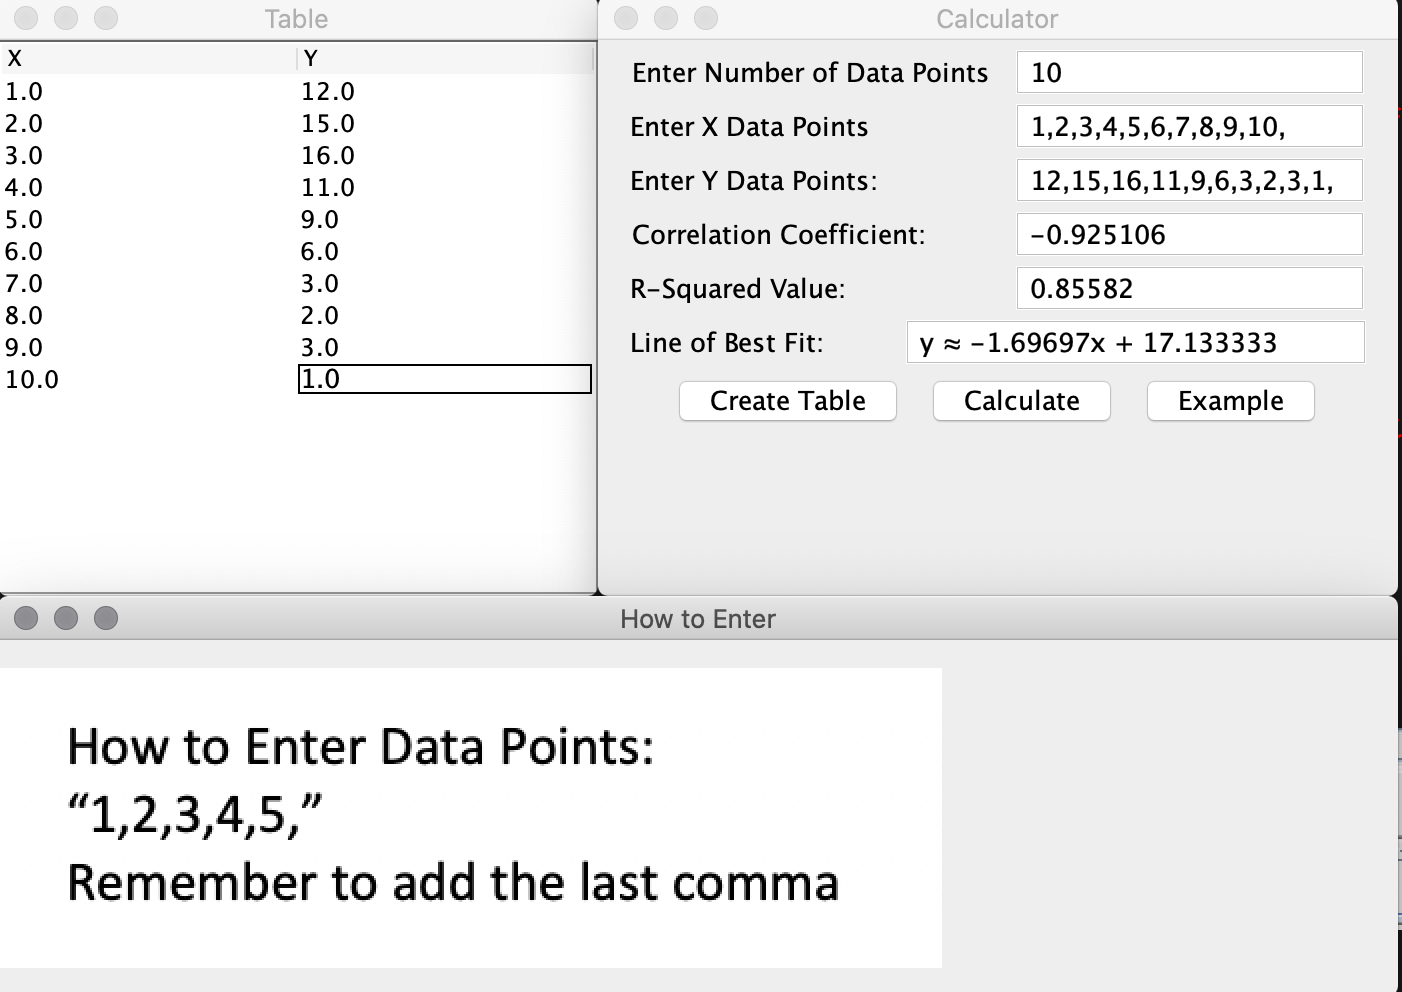 Table
X Y
1.0 12.0
2.0 15.0
3.0 16.0
4.0 11.0
5.0 9.0
6.0 6.0
7.0 3.0
8.0 2.0
9.0 3.0
10.0 1.0
Calculator
Enter Number of Data Points 10
Enter X Data Points 1,2,3,4,5,6,7,8,9,10,
Enter Y Data Points: 12,15,16,11,9,6,3,2,3,1,
Correlation Coefficient: −0.925106
R−Squared Value: 0.85582
Line of Best Fit: y ≈ −1.69697x + 17.133333
Create Table Calculate Example
How to Enter
How to Enter Data Points:
“1,2,3,4,5,”
Remember to add the last comma